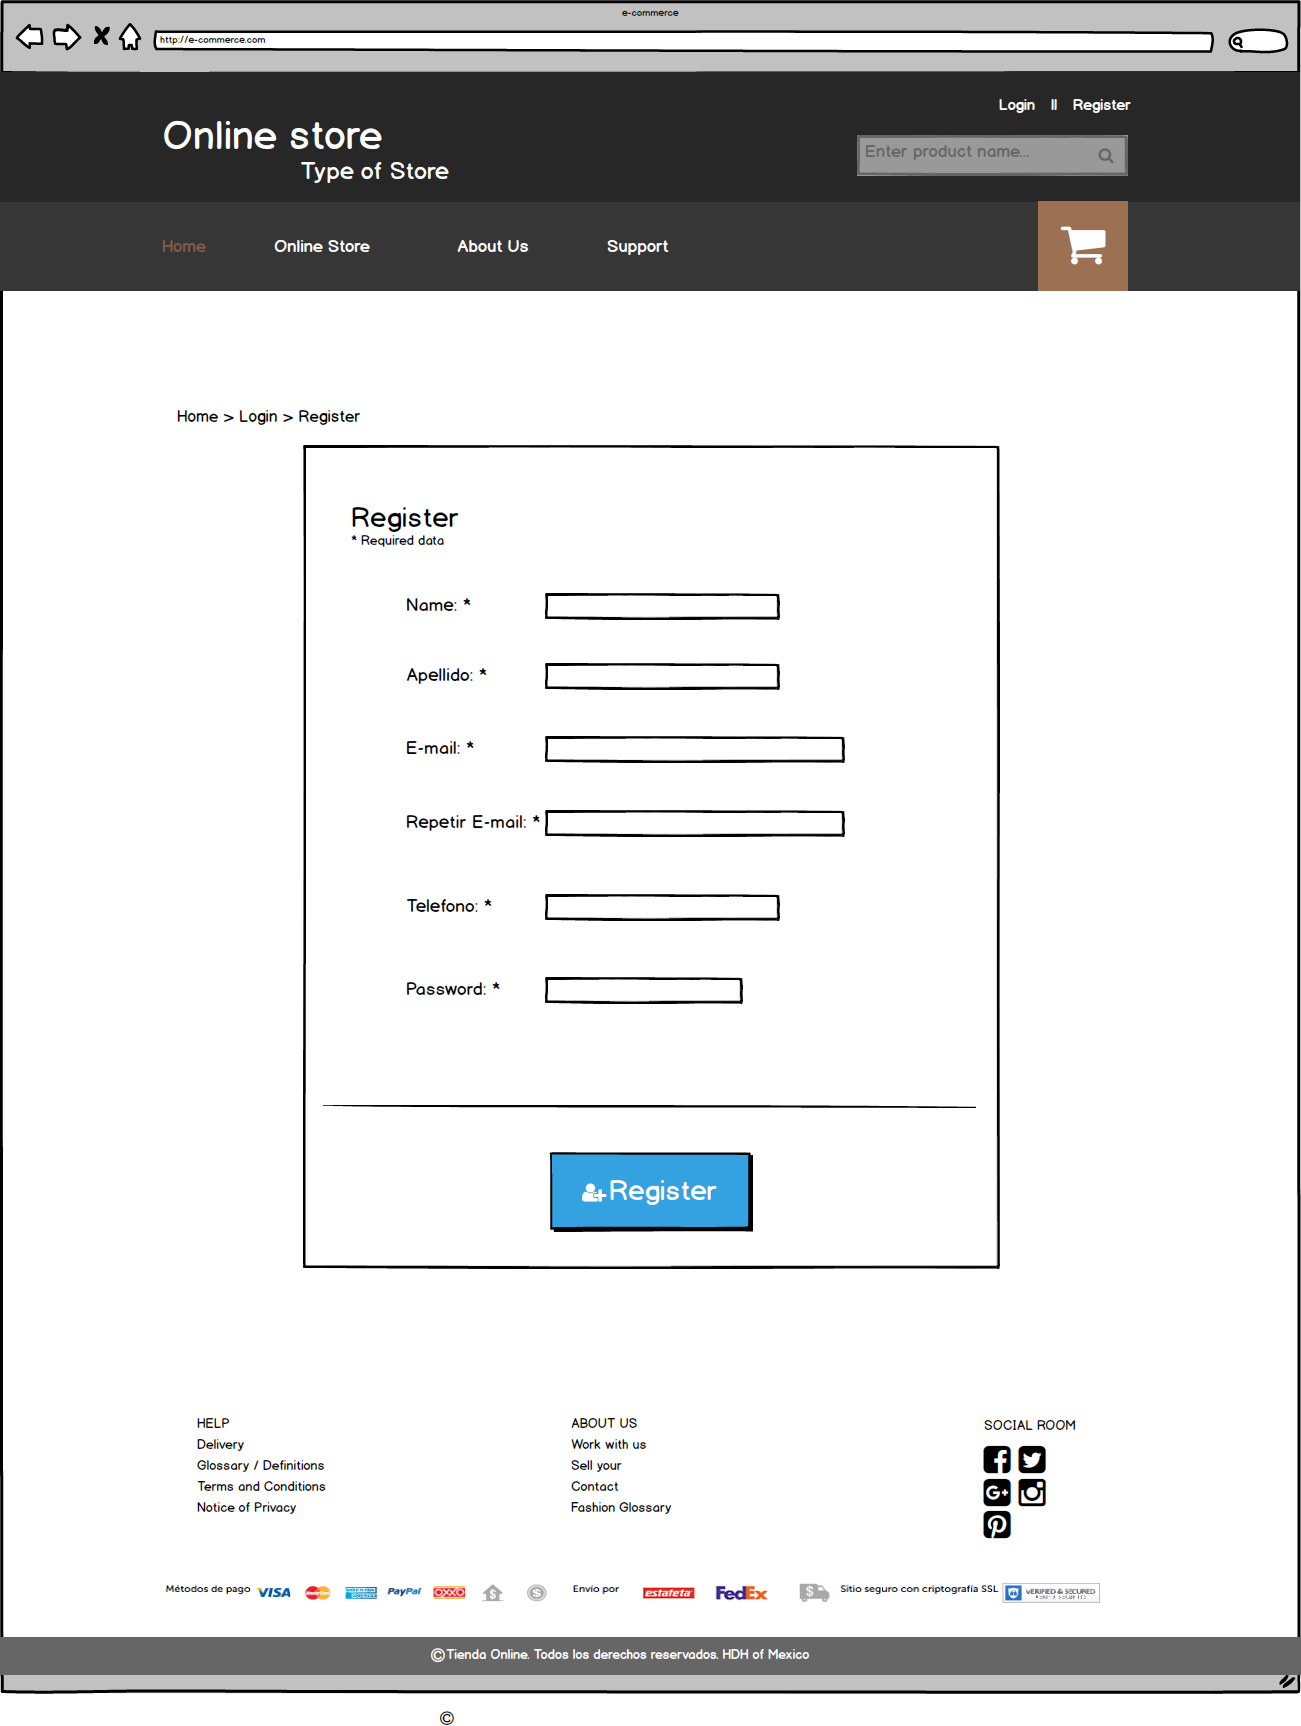 e-commerce
http://e-commerce.com
Login || Register
Online store
Type of Store
Enter product name...
Home Online Store About Us Support
Home > Login > Register
Register
* Required data
Name: *
Apellido: *
E-mail: *
Repetir E-mail: *
Telefono: *
Password: *
Register
HELP
Delivery
Glossary / Definitions
Terms and Conditions
Notice of Privacy
ABOUT US
Work with us
Sell your
Contact
Fashion Glossary
SOCIAL ROOM
Métodos de pago VISA MasterCard PayPal OXXO Envío por estafeta FedEx Sitio seguro con criptografía SSL VERIFIED & SECURED
©Tienda Online. Todos los derechos reservados. HDH of Mexico
©